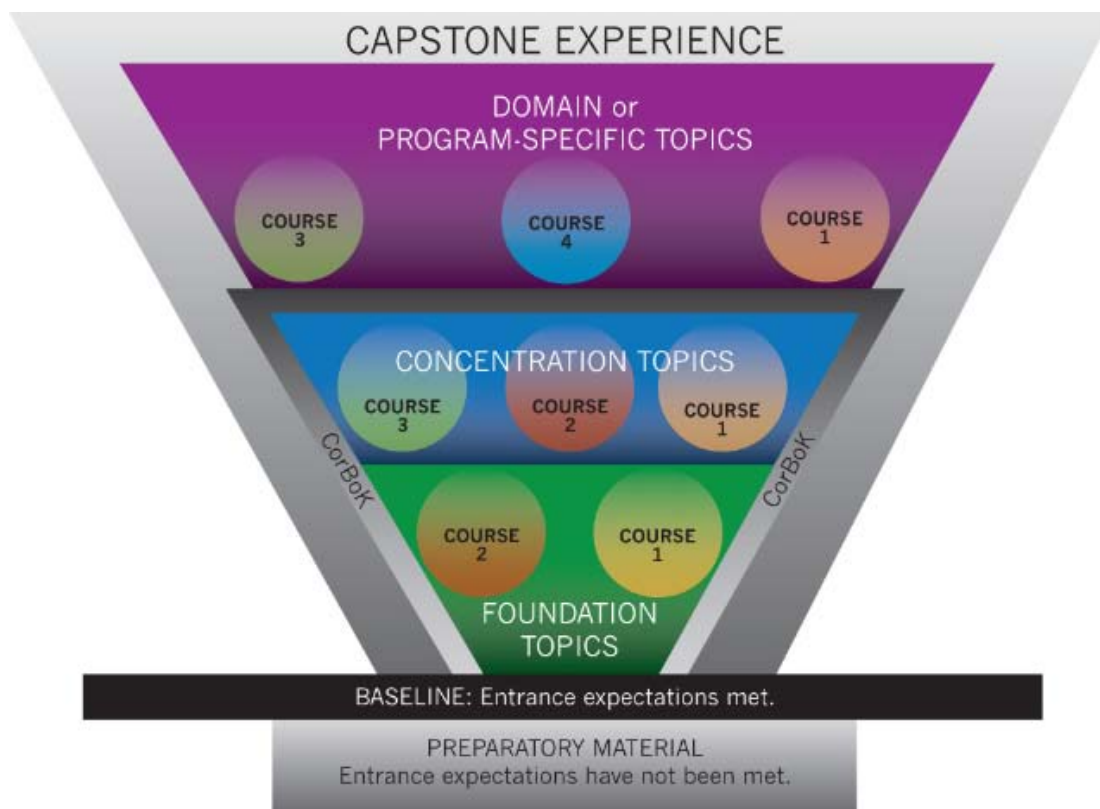 CAPSTONE EXPERIENCE
DOMAIN or
PROGRAM-SPECIFIC TOPICS
COURSE
3
COURSE
4
COURSE
1
CONCENTRATION TOPICS
COURSE
3
COURSE
2
COURSE
1
CorBoK
CorBoK
COURSE
2
COURSE
1
FOUNDATION
TOPICS
BASELINE: Entrance expectations met.
PREPARATORY MATERIAL
Entrance expectations have not been met.